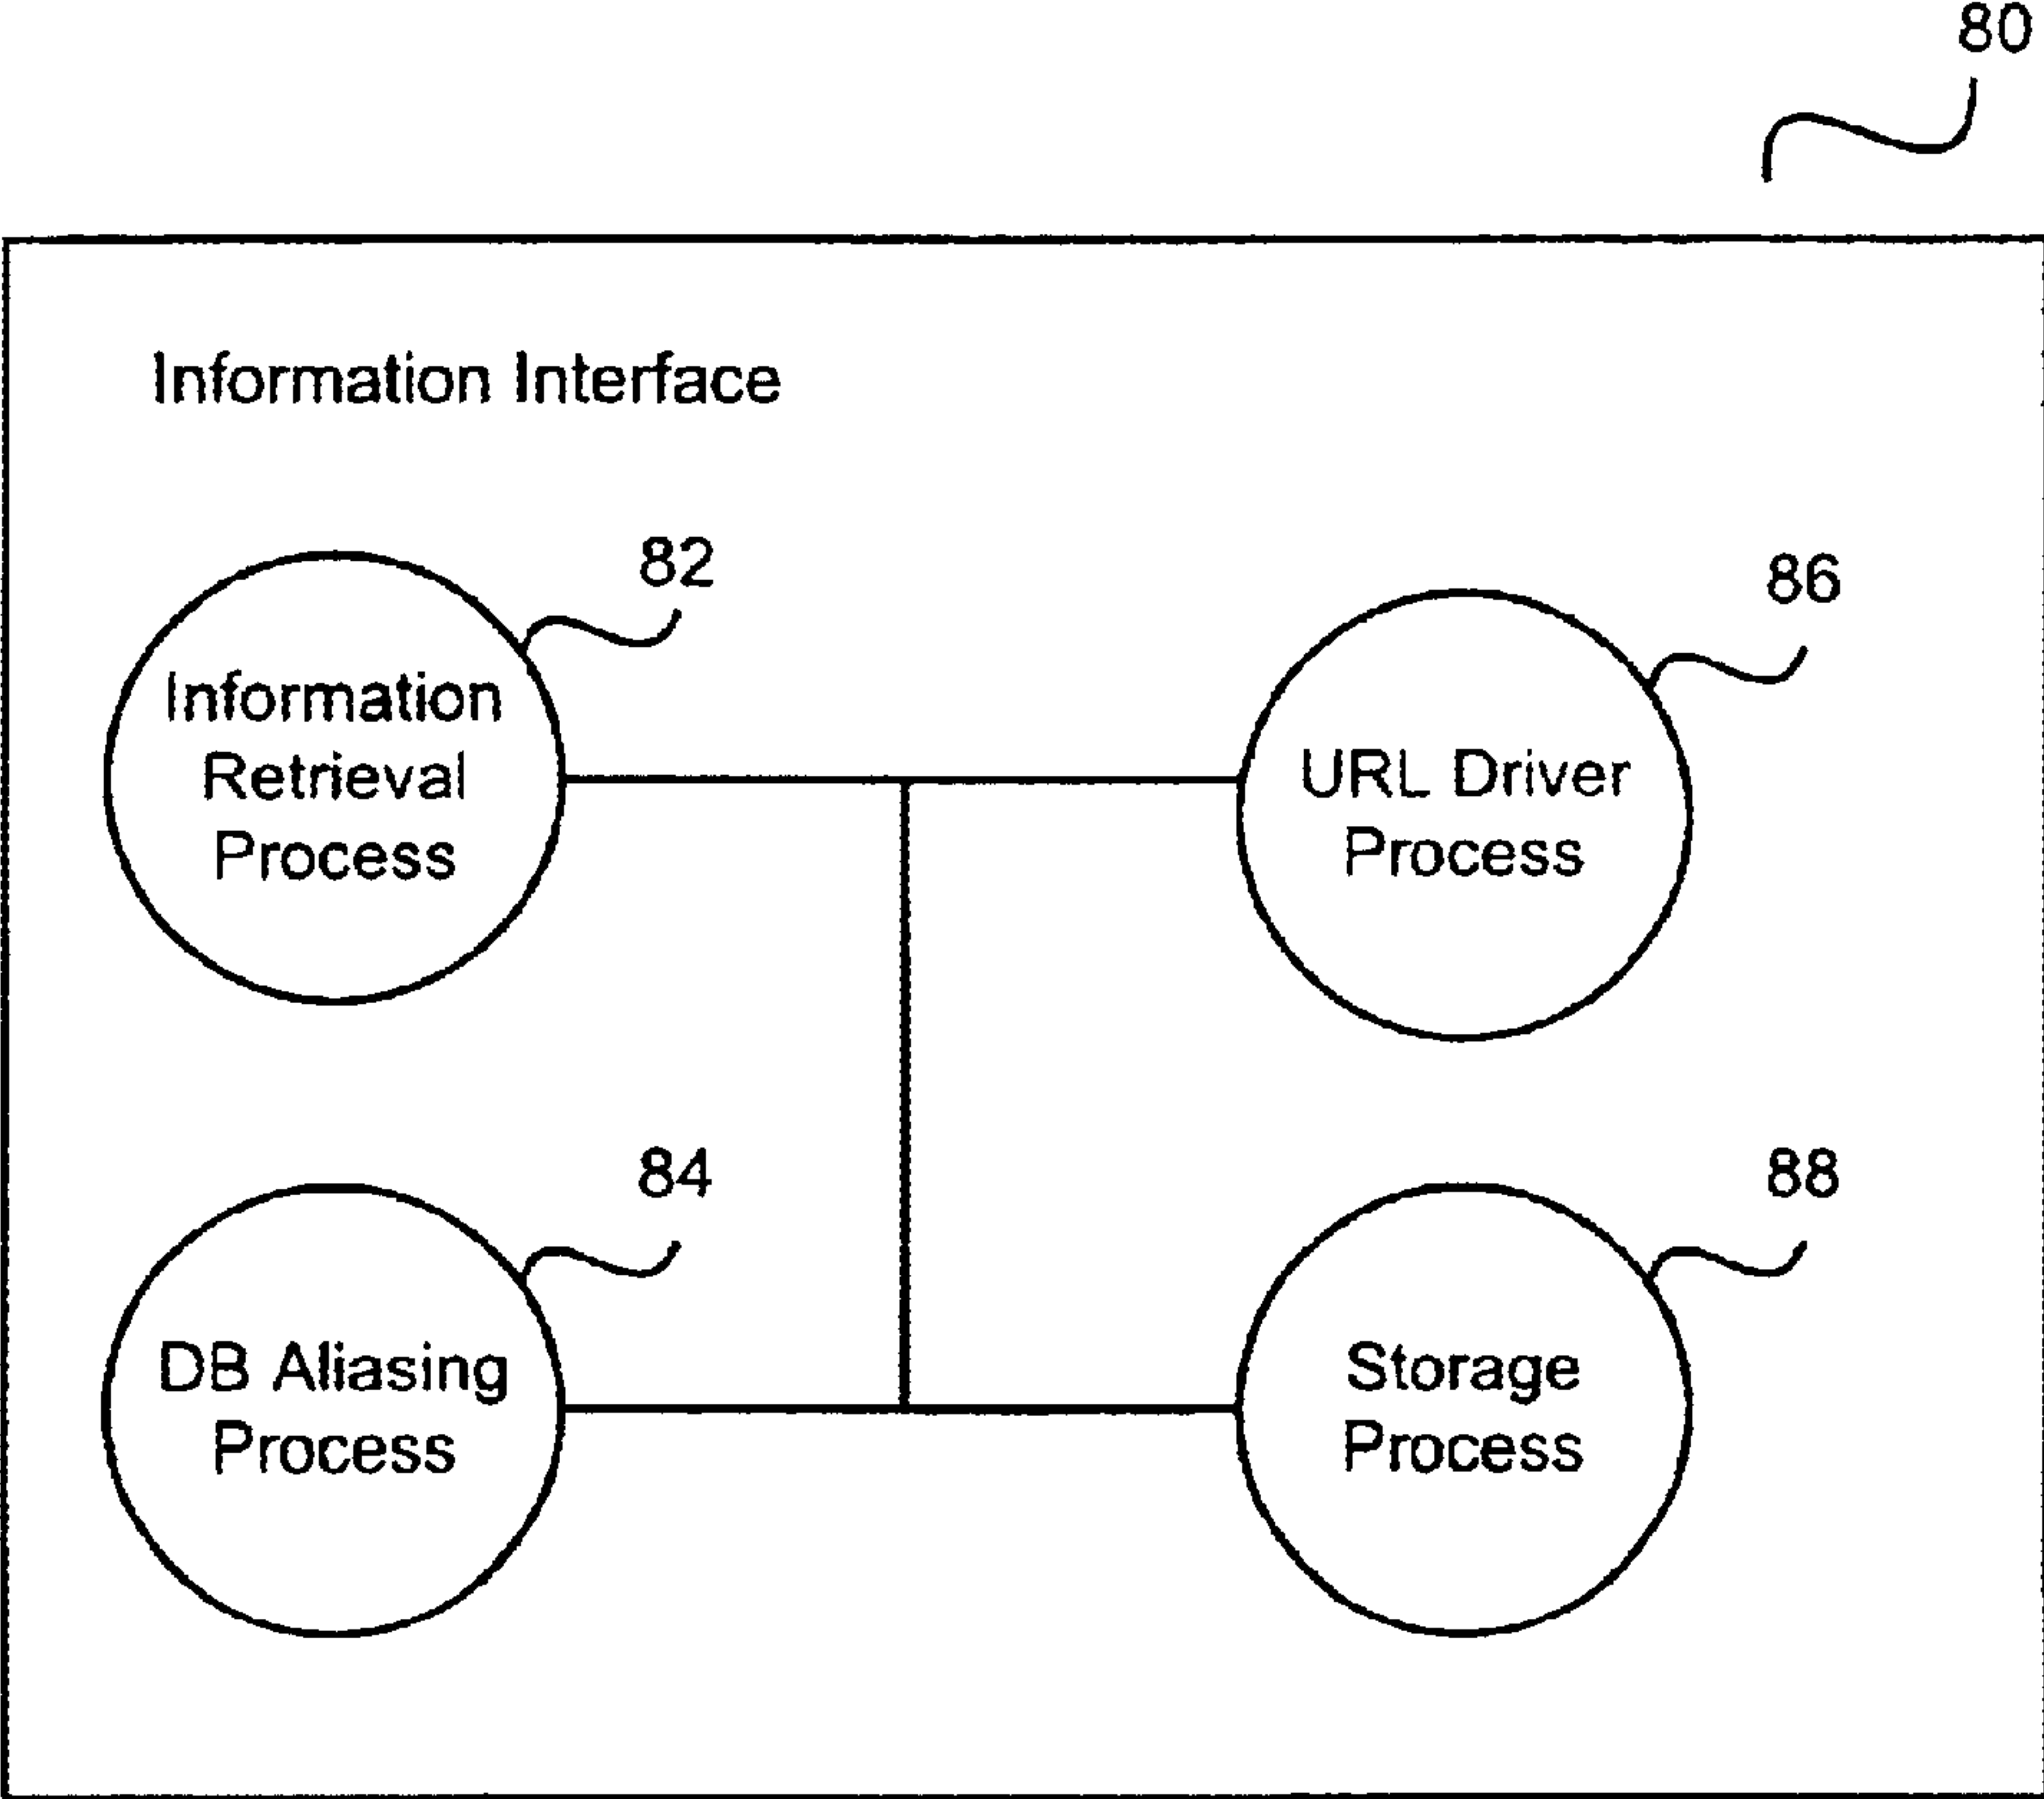 80
Information Interface
82
Information
Retrieval
Process
86
URL Driver
Process
84
DB Aliasing
Process
88
Storage
Process